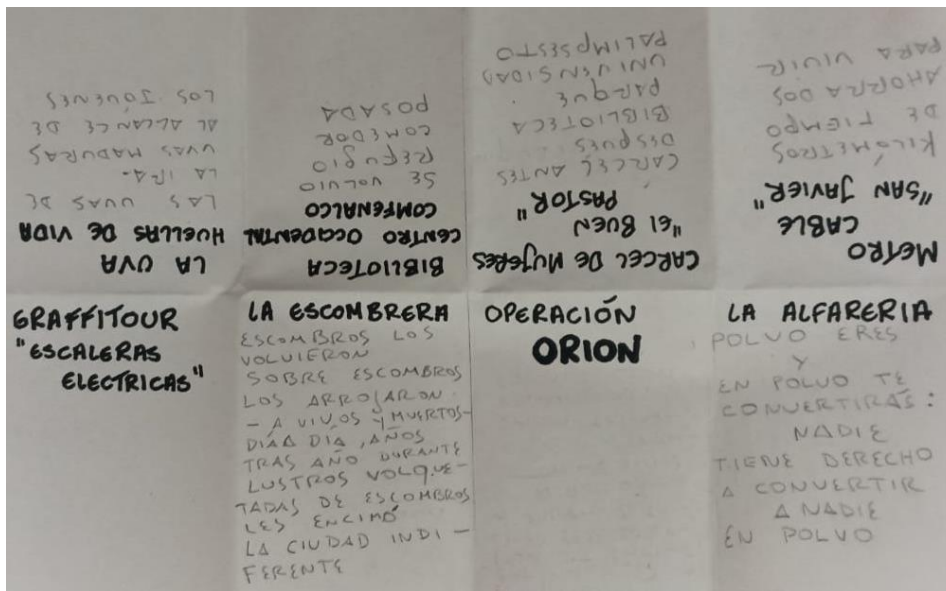 METRO
CABLE
"SAN JAVIER"
KILÓMETROS
DE TIEMPO
AHORRADOS
PARA VIVIR
CARCEL DE MUJERES
"El BUEN
PASTOR"
CARCEL ANTES
DESPUES
BIBLIOTECA
PARQUE
UNIVERSIDAD
PALIMPSESTO
BIBLIOTECA
CENTRO OCCIDENTAL
COMFENALCO
SE VOLVIO
REFUGIO
COMEDOR
POSADA
LA UVA
HUELLAS DE VIDA
LAS UVAS DE
LA IRA.
UVAS MADURAS
AL ALCANCE DE
LOS JÓVENES
GRAFFITOUR
"ESCALERAS
ELECTRICAS"
LA ESCOMBRERA
ESCOMBROS LOS
VOLVIERON
SOBRE ESCOMBROS
LOS ARROJARON
- A VIVOS Y MUERTOS-
DÍA A DÍA, AÑOS
TRAS AÑO DURANTE
LUSTROS VOLQUE-
TADAS DE ESCOMBROS
LES ENCIMÓ
LA CIUDAD INDI-
FERENTE
OPERACIÓN
ORION
LA ALFARERIA
POLVO ERES
Y
EN POLVO TE
CONVERTIRÁS:
NADIE
TIENE DERECHO
A CONVERTIR
A NADIE
EN POLVO